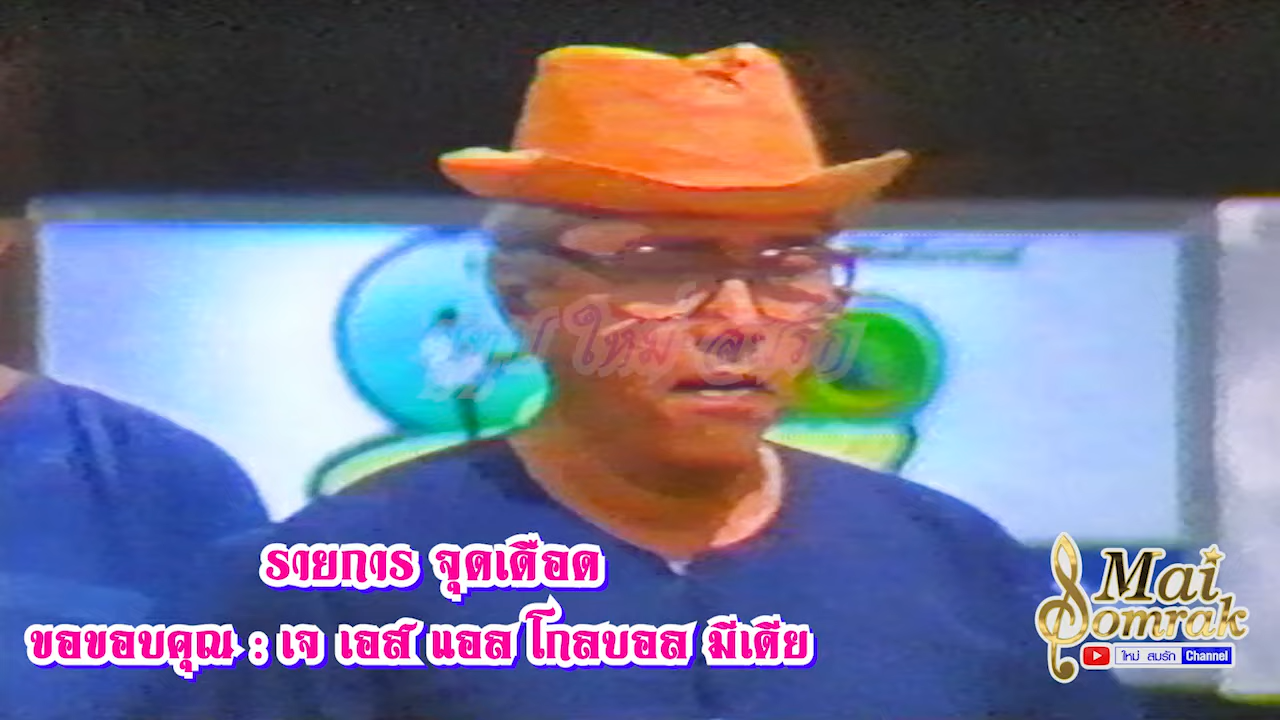 รายการ จุดเดือด
ขอขอบคุณ : เจ เอส แอล โกลบอล มีเดีย
Mai
Somrak
ใหม่ สมรัก Channel